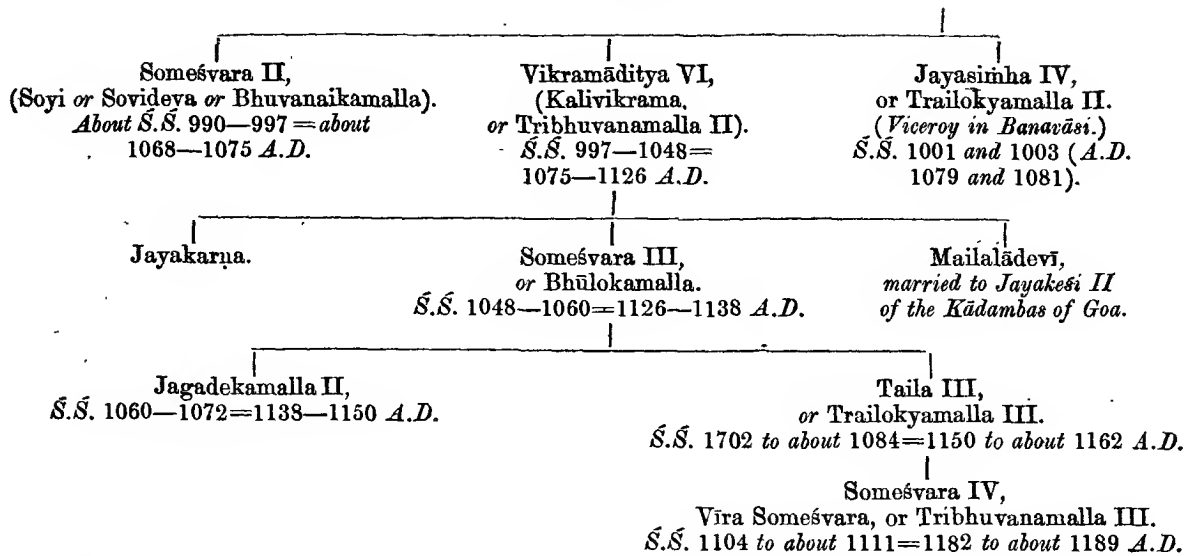 Someśvara II,
(Soyi or Sovideva or Bhuvanaikamalla).
About Ś.Ś. 990—997 = about
1068—1075 A.D.
Vikramāditya VI,
(Kalivikrama,
or Tribhuvanamalla II).
Ś.Ś. 997—1048=
1075—1126 A.D.
Jayasiṁha IV,
or Trailokyamalla II.
(Viceroy in Banavāsi.)
Ś.Ś. 1001 and 1003 (A.D.
1079 and 1081).
Jayakarṇa.
Someśvara III,
or Bhūlokamalla.
Ś.Ś. 1048—1060=1126—1138 A.D.
Mailalādevī,
married to Jayakeśi II
of the Kādambas of Goa.
Jagadekamalla II,
Ś.Ś. 1060—1072=1138—1150 A.D.
Taila III,
or Trailokyamalla III.
Ś.Ś. 1702 to about 1084=1150 to about 1162 A.D.
Someśvara IV,
Vīra Someśvara, or Tribhuvanamalla III.
Ś.Ś. 1104 to about 1111=1182 to about 1189 A.D.